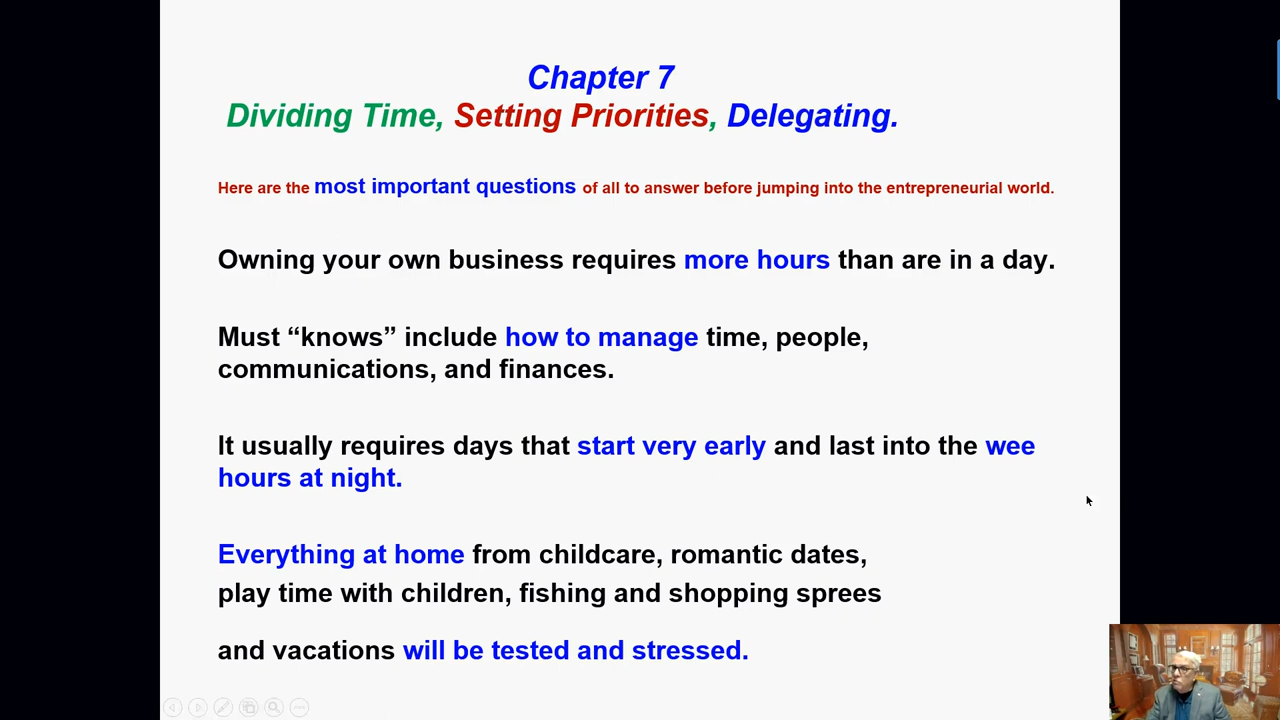 Chapter 7
Dividing Time, Setting Priorities, Delegating.
Here are the most important questions of all to answer before jumping into the entrepreneurial world.
Owning your own business requires more hours than are in a day.
Must “knows” include how to manage time, people,
communications, and finances.
It usually requires days that start very early and last into the wee
hours at night.
Everything at home from childcare, romantic dates,
play time with children, fishing and shopping sprees
and vacations will be tested and stressed.